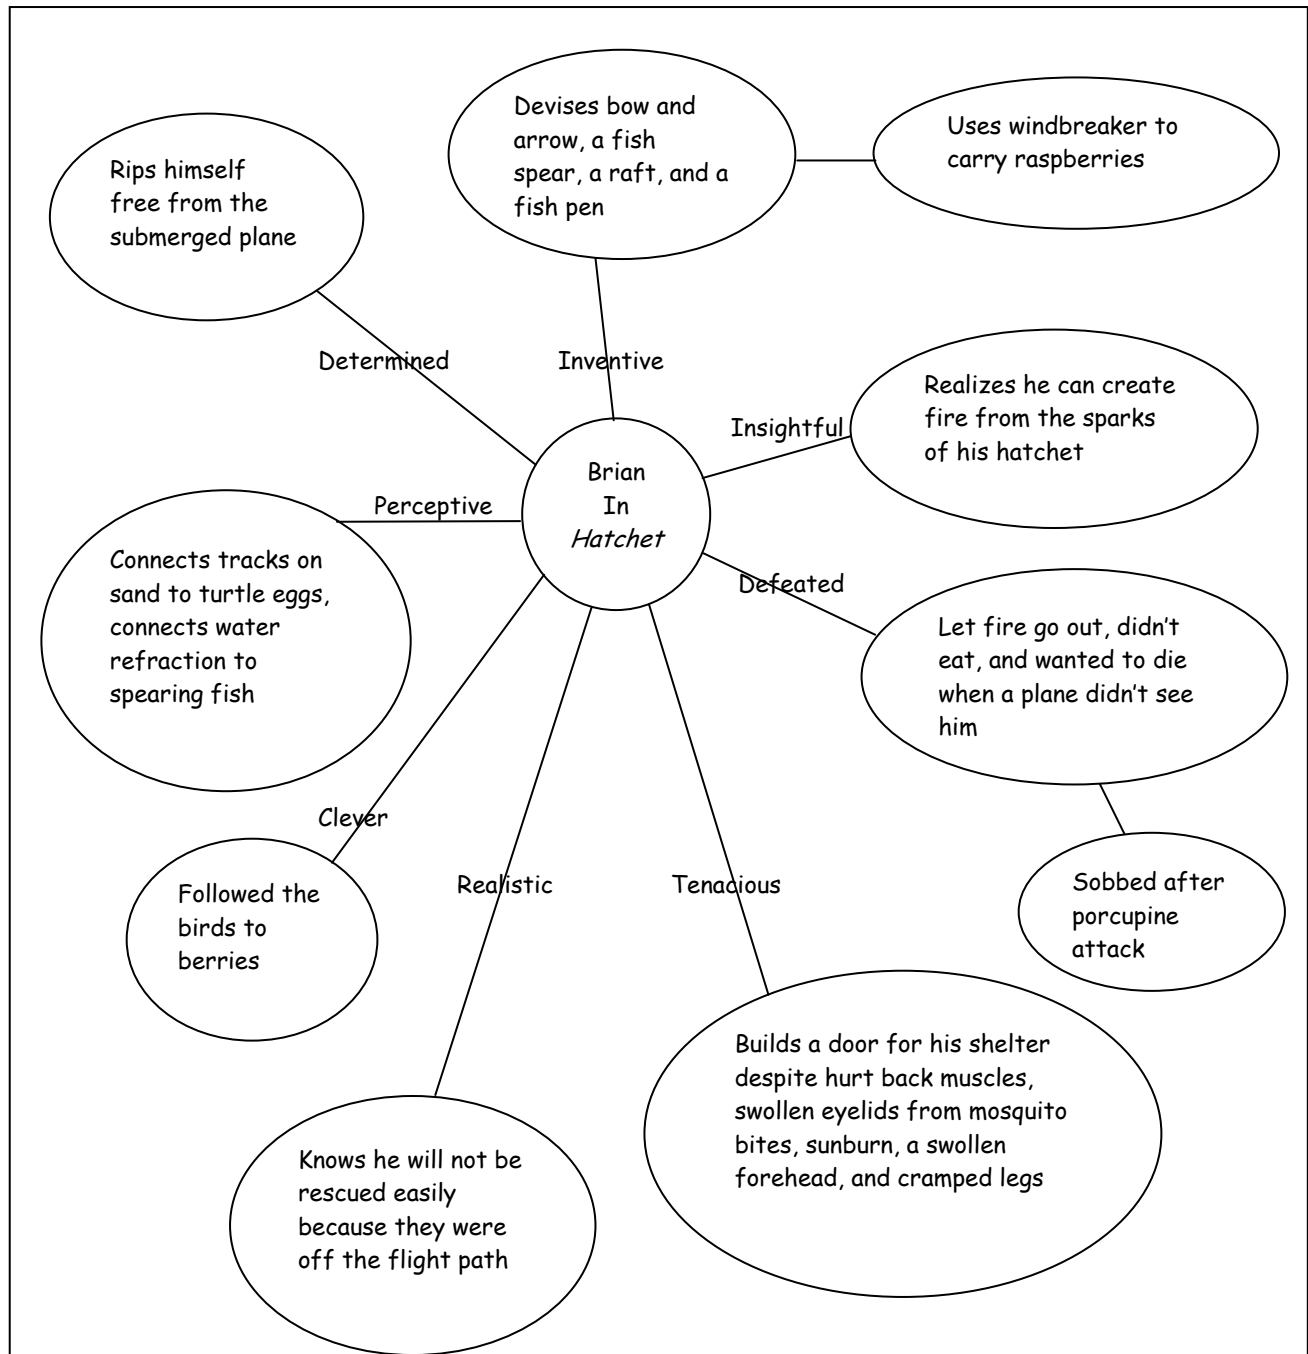 Devises bow and
arrow, a fish
spear, a raft, and a
fish pen
Uses windbreaker to
carry raspberries
Rips himself
free from the
submerged plane
Determined
Inventive
Insightful
Realizes he can create
fire from the sparks
of his hatchet
Brian
In
Hatchet
Perceptive
Connects tracks on
sand to turtle eggs,
connects water
refraction to
spearing fish
Defeated
Let fire go out, didn't
eat, and wanted to die
when a plane didn't see
him
Clever
Followed the
birds to
berries
Realistic
Tenacious
Sobbed after
porcupine
attack
Builds a door for his shelter
despite hurt back muscles,
swollen eyelids from mosquito
bites, sunburn, a swollen
forehead, and cramped legs
Knows he will not be
rescued easily
because they were
off the flight path